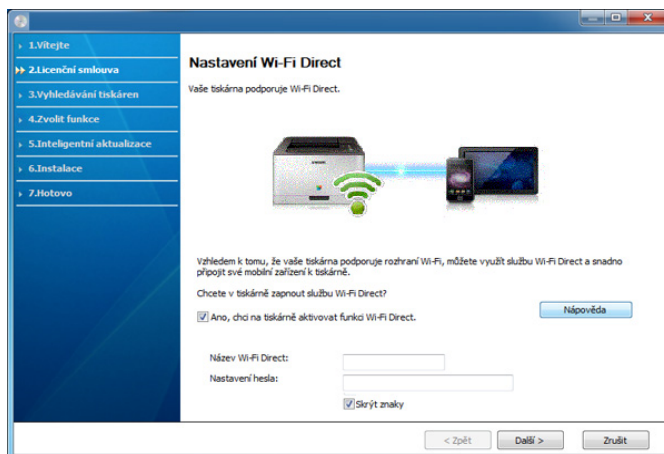 1.Vítejte
2.Licenční smlouva
3.Vyhledávání tiskáren
4.Zvolit funkce
5.Inteligentní aktualizace
6.Instalace
7.Hotovo
Nastavení Wi-Fi Direct
Vaše tiskárna podporuje Wi-Fi Direct.
SAMSUNG
Vzhledem k tomu, že vaše tiskárna podporuje rozhraní Wi-Fi, můžete využít službu Wi-Fi Direct a snadno
připojit své mobilní zařízení k tiskárně.
Chcete v tiskárně zapnout službu Wi-Fi Direct?
Ano, chci na tiskárně aktivovat funkci Wi-Fi Direct.
Nápověda
Název Wi-Fi Direct:
Nastavení hesla:
Skrýt znaky
< Zpět
Další >
Zrušit